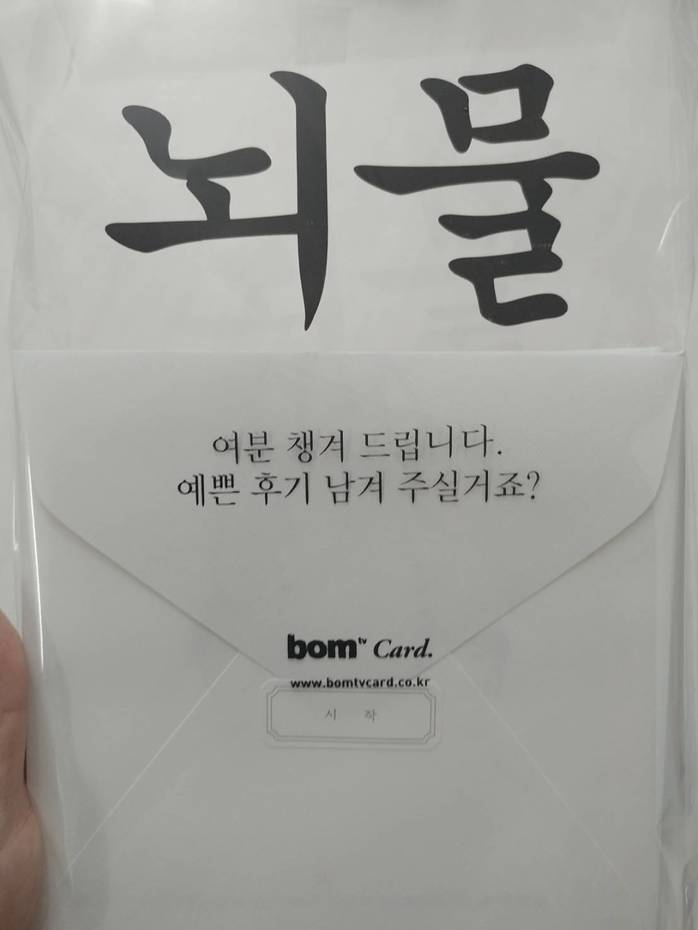 뇌물
여분 챙겨 드립니다.
예쁜 후기 남겨 주실거죠?
bom tv Card.
www.bomtvcard.co.kr
시 작